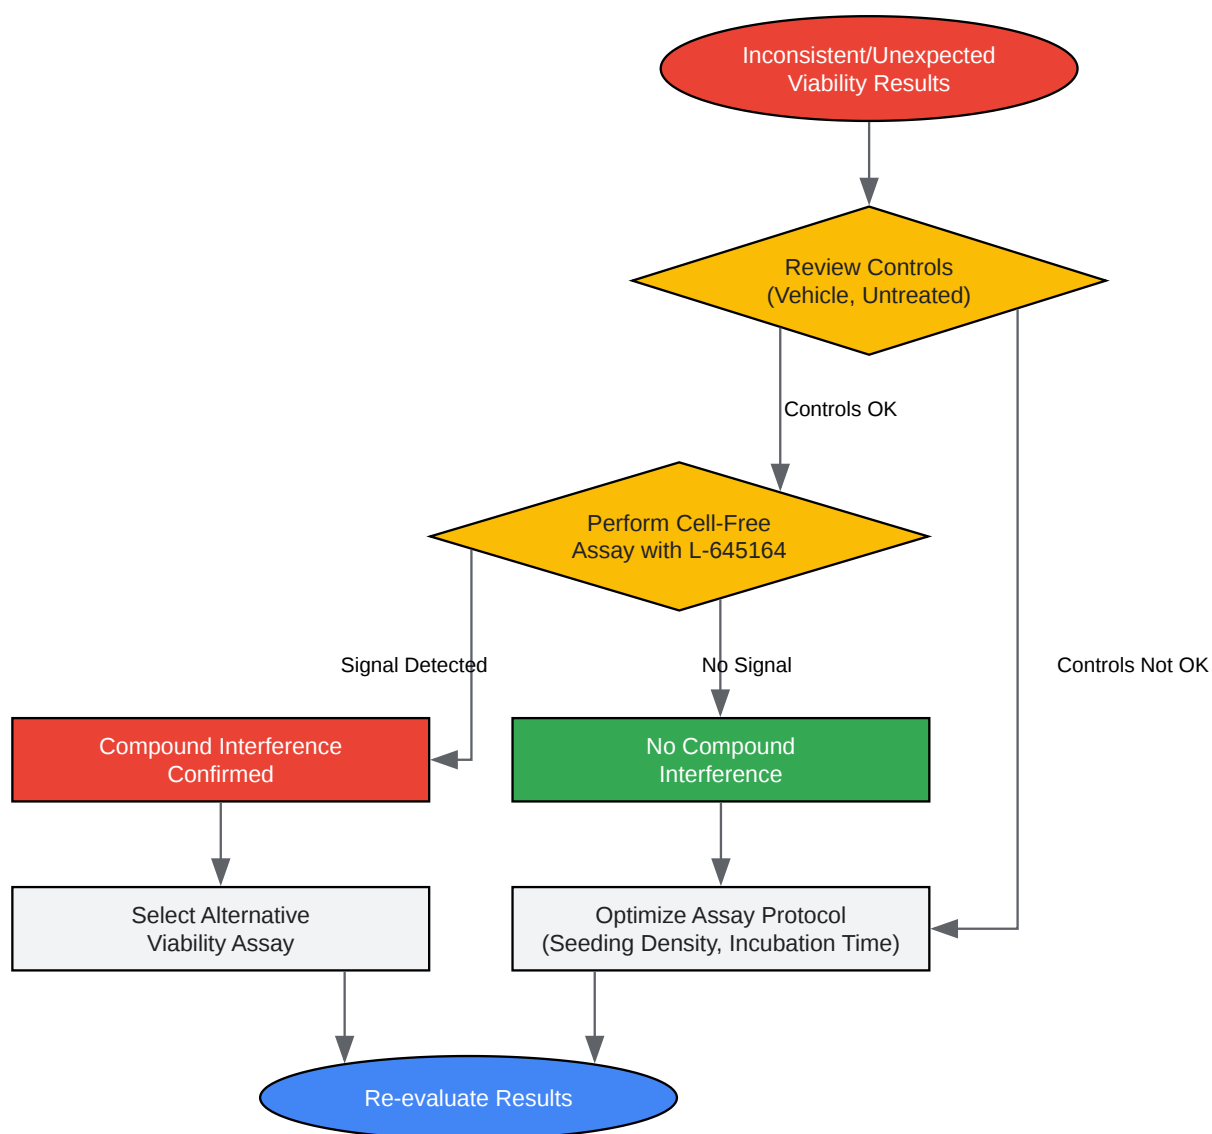 Inconsistent/Unexpected
Viability Results
Review Controls
(Vehicle, Untreated)
Controls OK
Perform Cell-Free
Assay with L-645164
Signal Detected
No Signal
Controls Not OK
Compound Interference
Confirmed
No Compound
Interference
Select Alternative
Viability Assay
Optimize Assay Protocol
(Seeding Density, Incubation Time)
Re-evaluate Results